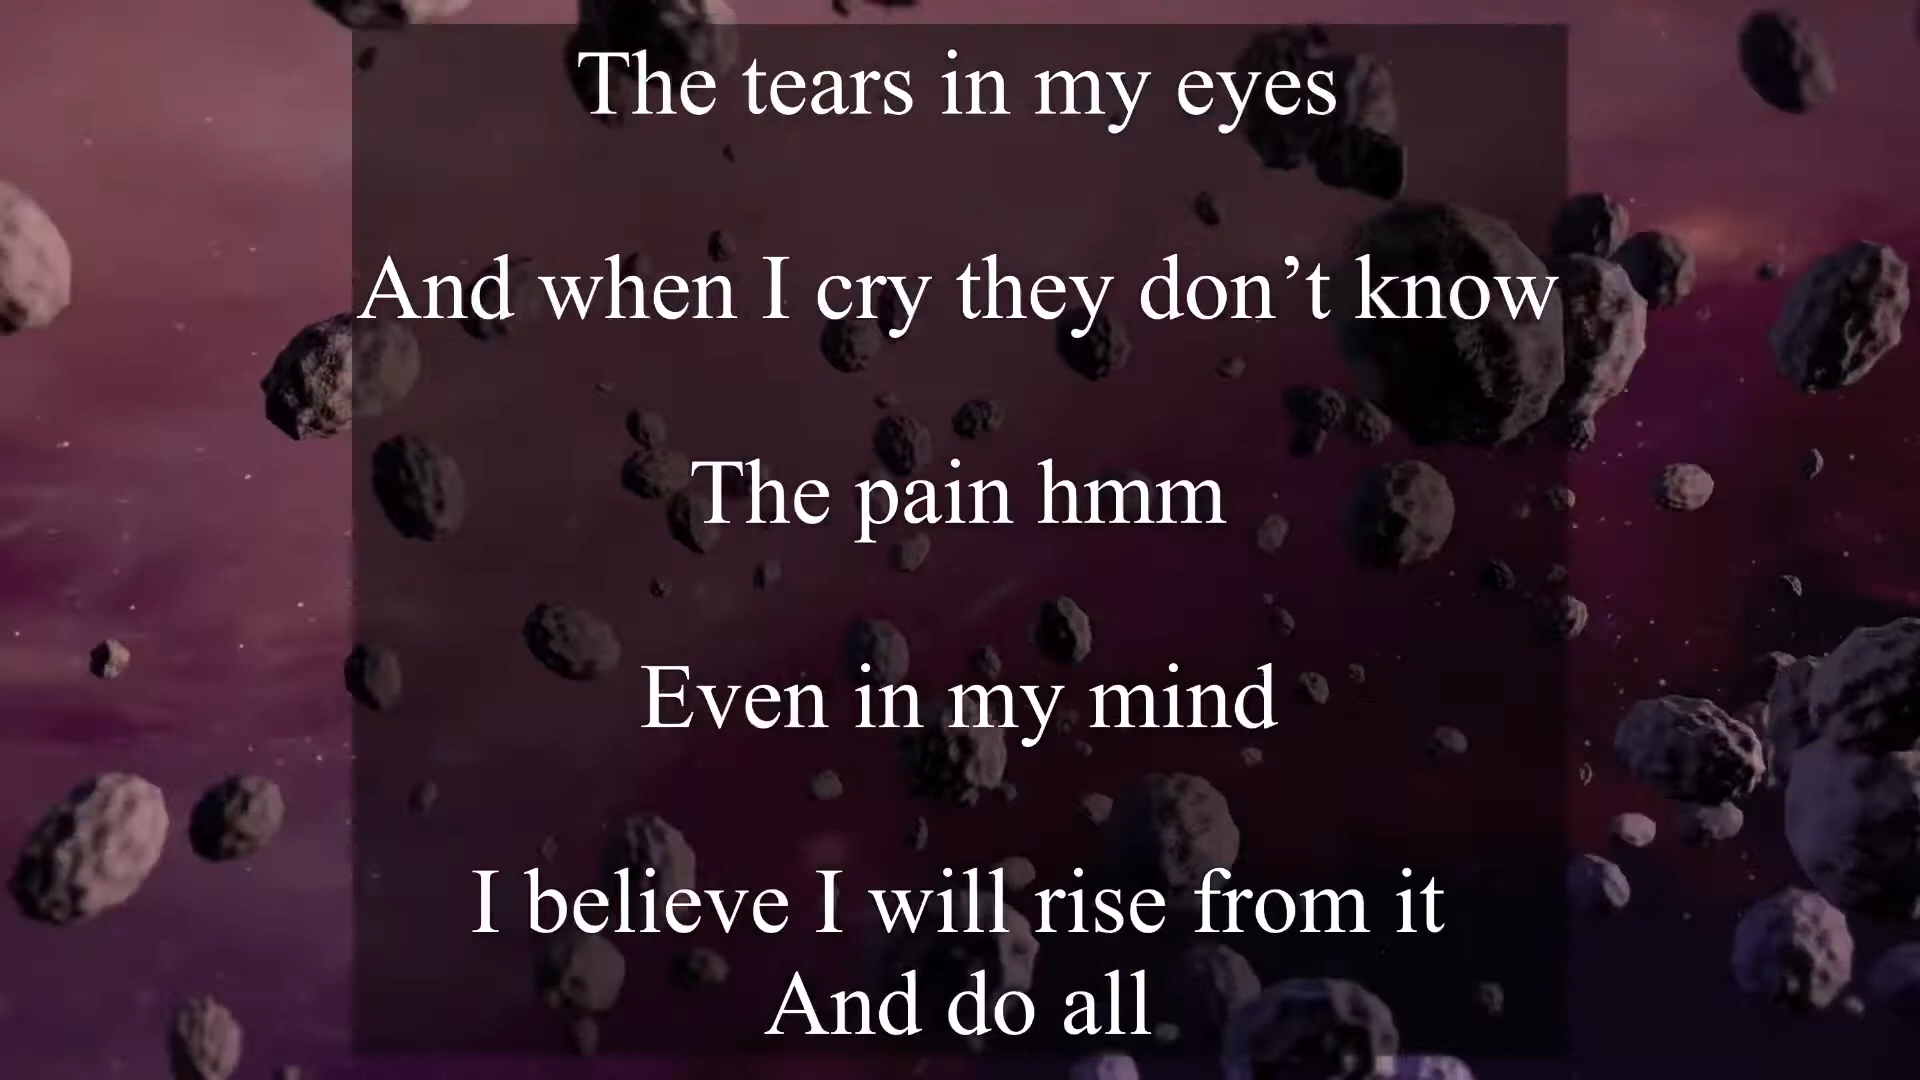 The tears in my eyes
And when I cry they don’t know
The pain hmm
Even in my mind
I believe I will rise from it
And do all